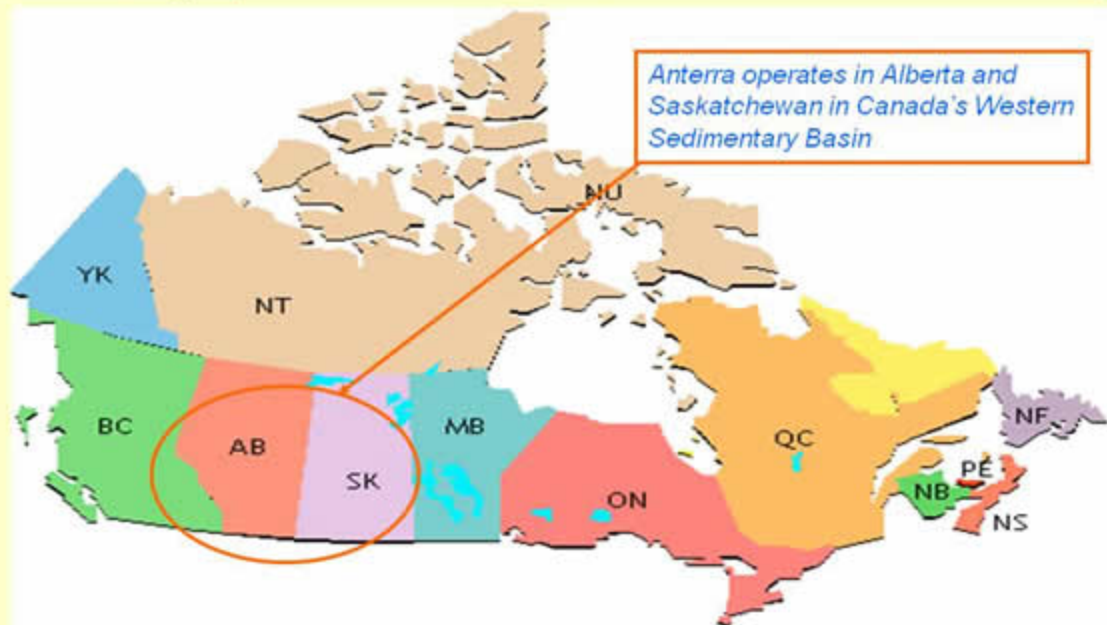 Anterra operates in Alberta and
Saskatchewan in Canada's Western
Sedimentary Basin
NU
YK
NT
BC
AB
SK
MB
ON
QC
NF
PE
NB
NS